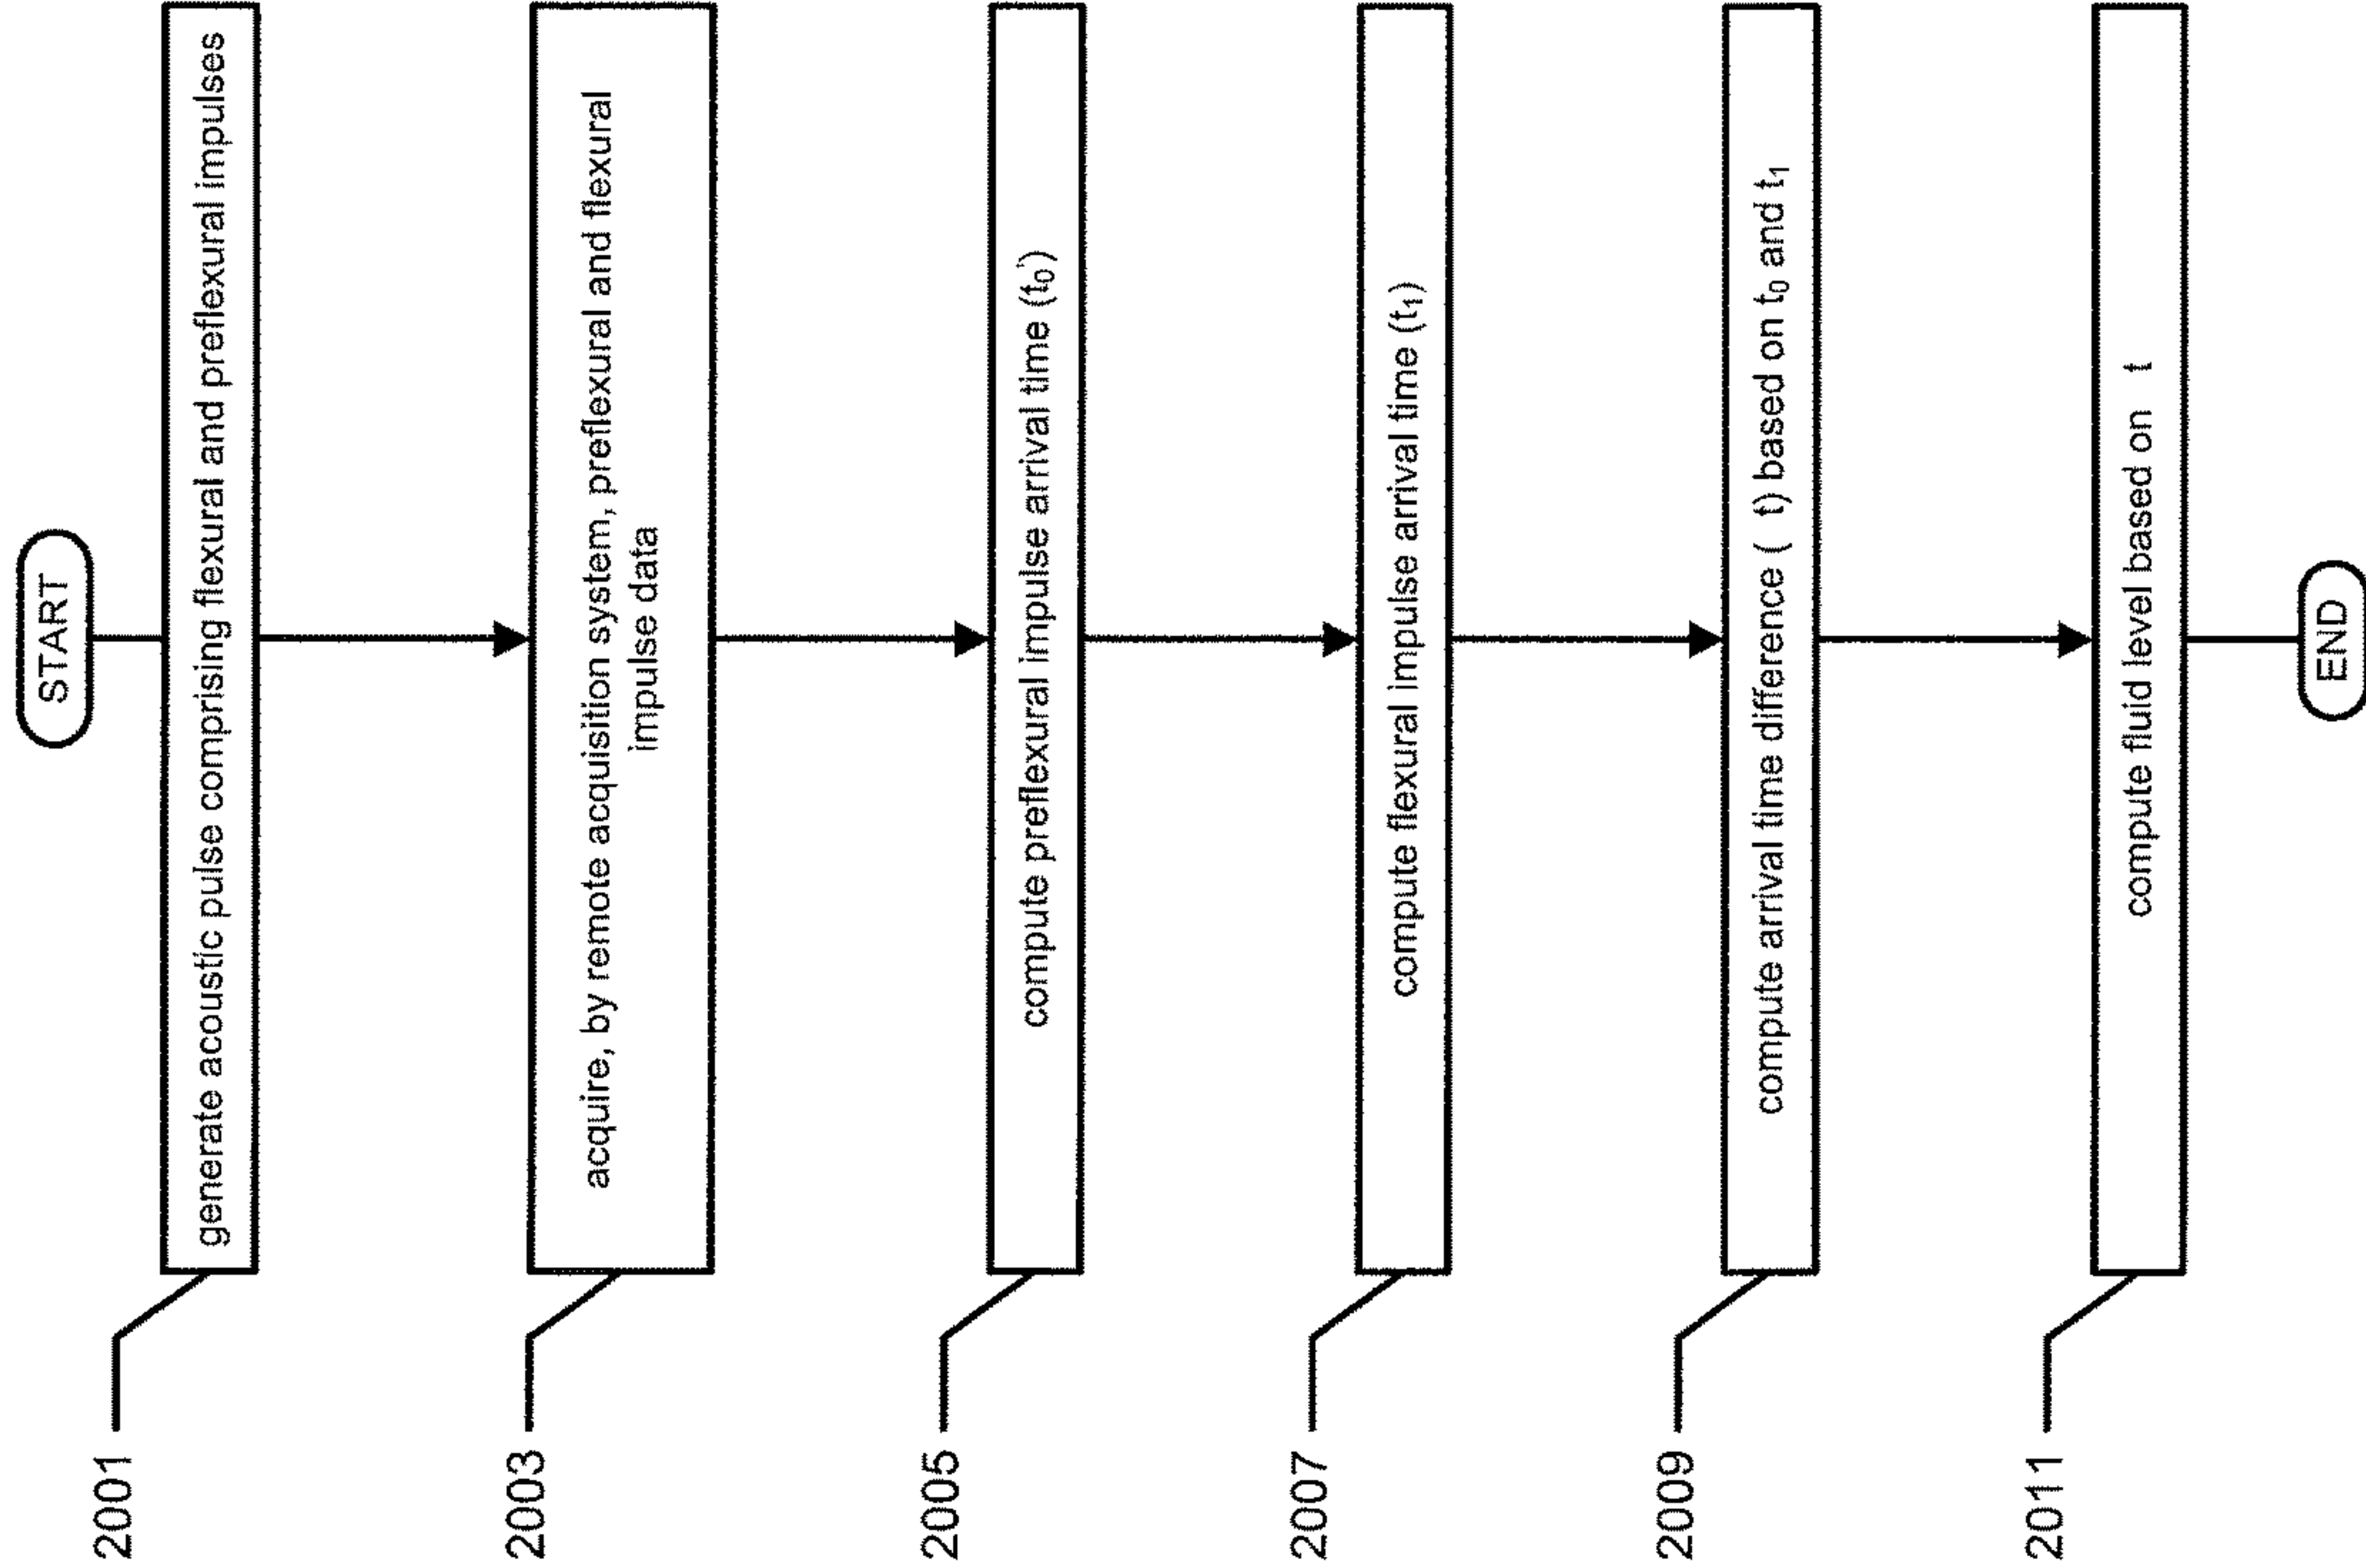 START
2001
generate acoustic pulse comprising flexural and preflexural impulses
2003
acquire, by remote acquisition system, preflexural and flexural
impulse data
2005
compute preflexural impulse arrival time (t₀)
2007
compute flexural impulse arrival time (t₁)
2009
compute arrival time difference ( t) based on t₀ and t₁
2011
compute fluid level based on t
END